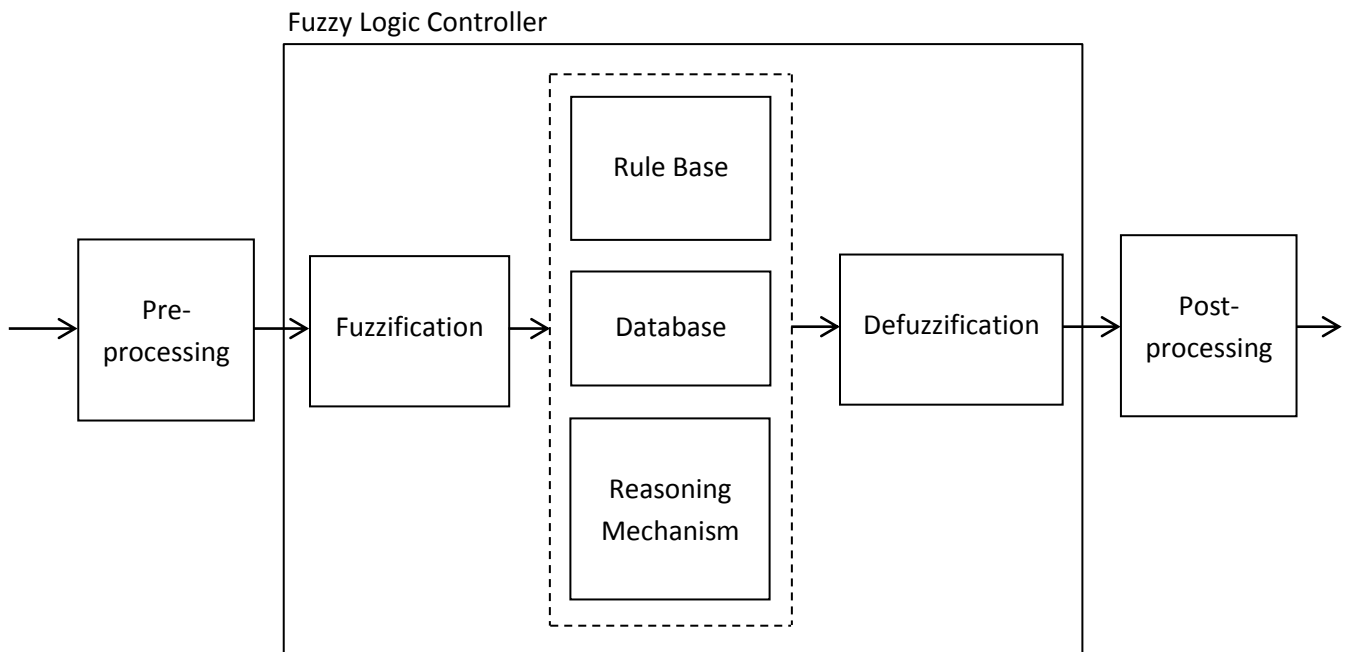 Fuzzy Logic Controller
Pre-
processing
Fuzzification
Rule Base
Database
Reasoning
Mechanism
Defuzzification
Post-
processing